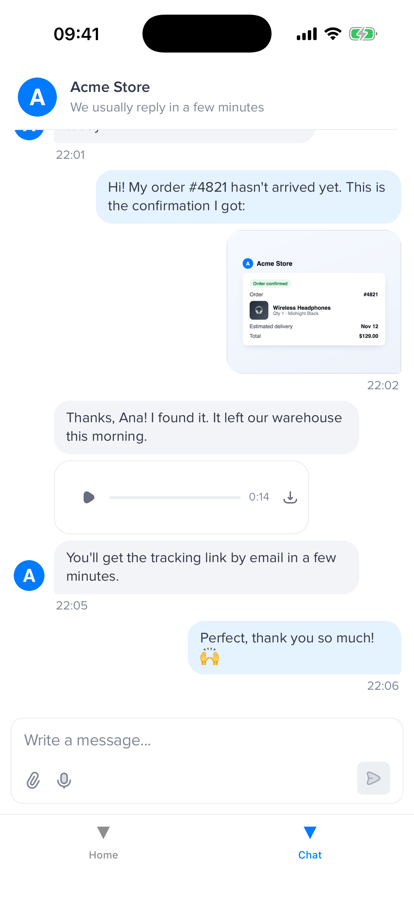 09:41
A
Acme Store
We usually reply in a few minutes
22:01
Hi! My order #4821 hasn't arrived yet. This is
the confirmation I got:
A Acme Store
Order confirmed
Order #4821
Wireless Headphones
Qty 1 · Midnight Black
Estimated delivery Nov 12
Total $129.00
22:02
Thanks, Ana! I found it. It left our warehouse
this morning.
0:14
A
You'll get the tracking link by email in a few
minutes.
22:05
Perfect, thank you so much!
🙌
22:06
Write a message...
Home
Chat